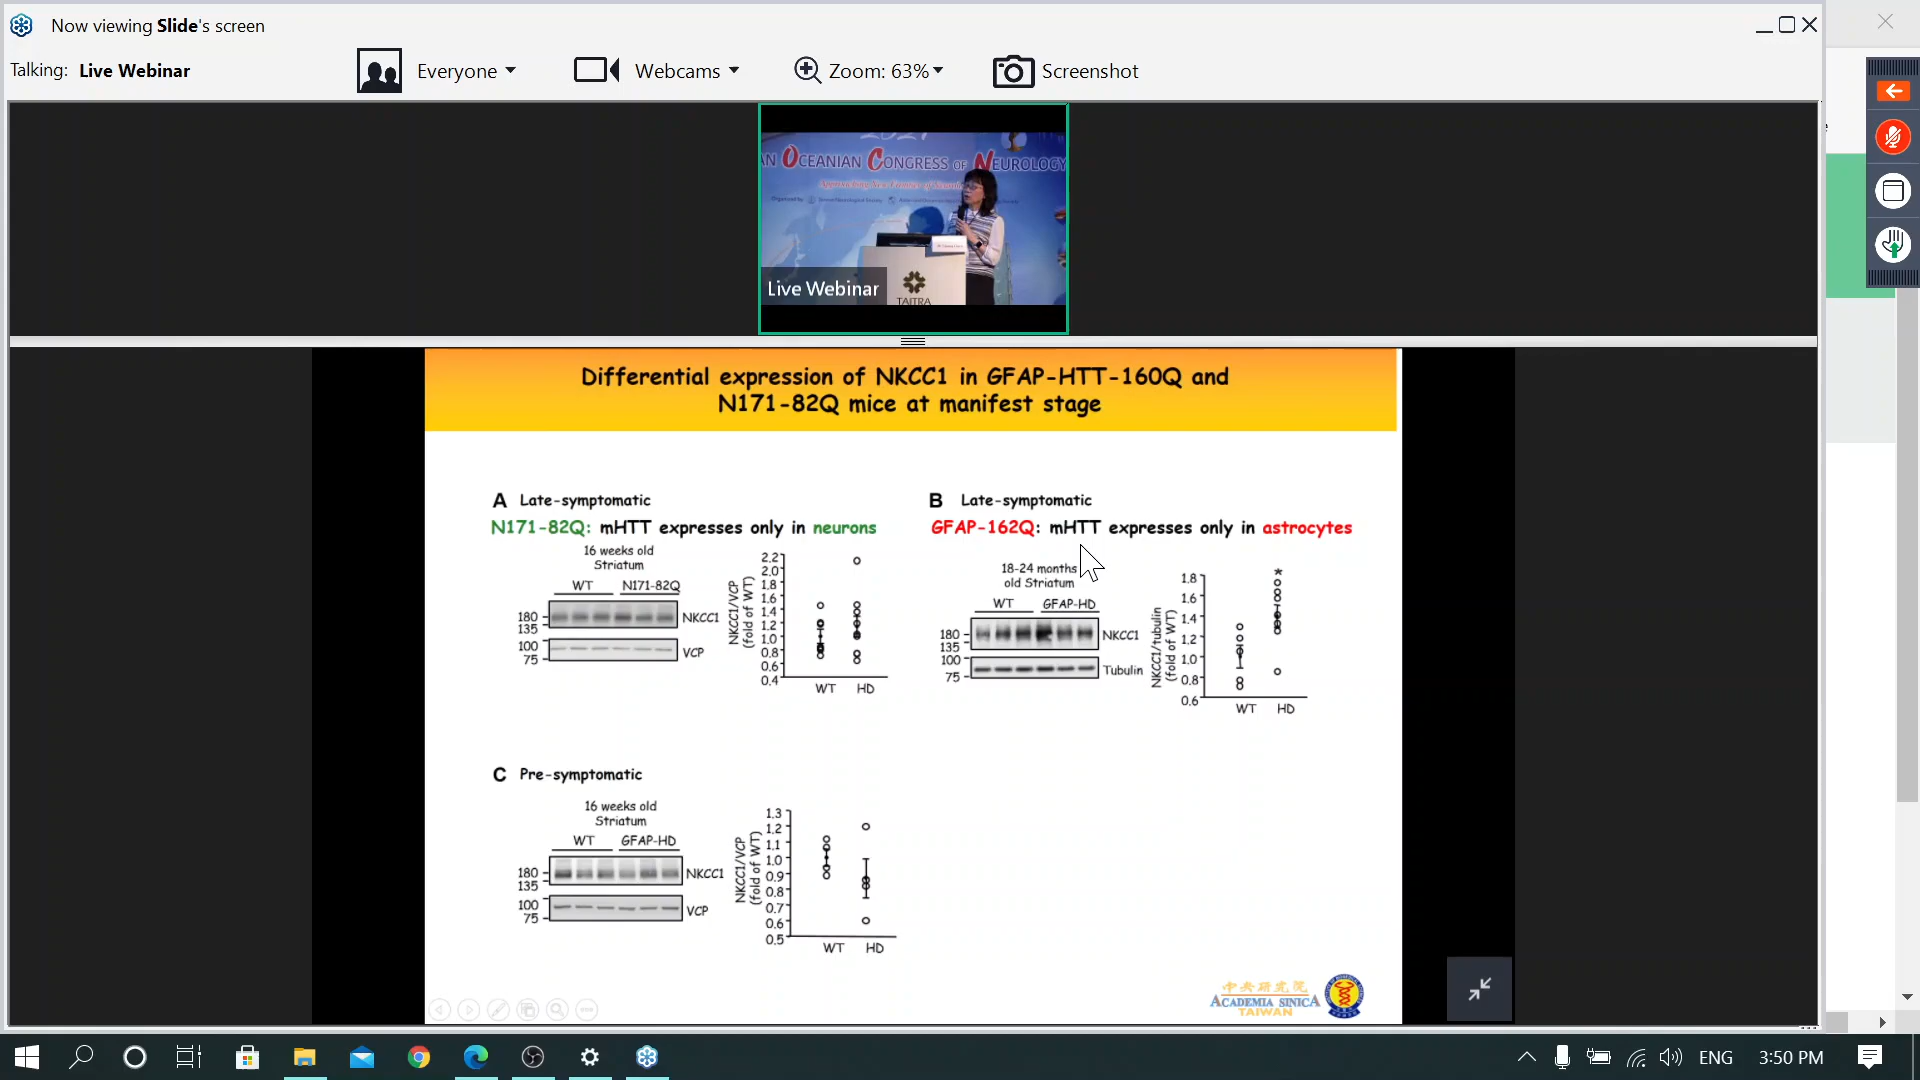 Now viewing Slide's screen
Talking: Live Webinar
Everyone
Webcams
Zoom: 63%
Screenshot
AN OCEANIAN CONGRESS OF NEUROLOGY
Live Webinar
TAITRA
Differential expression of NKCC1 in GFAP-HTT-160Q and
N171-82Q mice at manifest stage
A Late-symptomatic
N171-82Q: mHTT expresses only in neurons
16 weeks old
Striatum
WT N171-82Q
180
135
NKCC1
100
75
VCP
NKCC1/VCP
(fold of WT)
2.2
2.0
1.8
1.6
1.4
1.2
1.0
0.8
0.6
0.4
WT HD
B Late-symptomatic
GFAP-162Q: mHTT expresses only in astrocytes
18-24 months
old Striatum
WT GFAP-HD
180
135
NKCC1
100
75
Tubulin
NKCC1/tubulin
(fold of WT)
1.8
1.6
1.4
1.2
1.0
0.8
0.6
*
WT HD
C Pre-symptomatic
16 weeks old
Striatum
WT GFAP-HD
180
135
NKCC1
100
75
VCP
NKCC1/VCP
(fold of WT)
1.3
1.2
1.1
1.0
0.9
0.8
0.7
0.6
0.5
WT HD
中央研究院
ACADEMIA SINICA
TAIWAN
ENG
3:50 PM